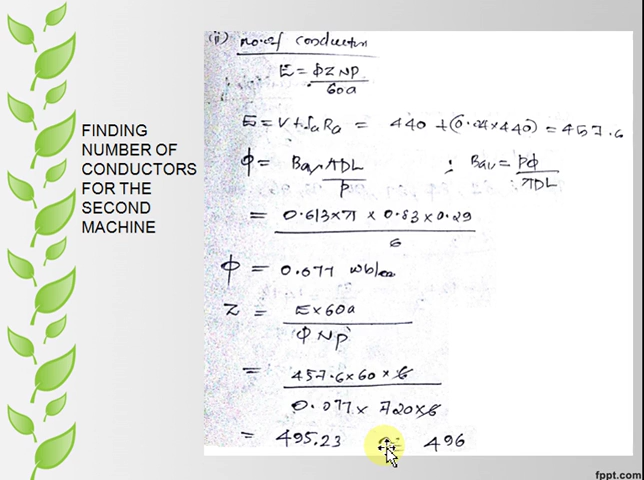 FINDING
NUMBER OF
CONDUCTORS
FOR THE
SECOND
MACHINE
(ii) no. of conductors
E = ΦZNP / 60a
E = V + IaRa = 440 + (0.04 × 440) = 457.6
Φ = Bav πDL / P ; Bav = PΦ / πDL
= 0.613 × π × 0.83 × 0.29 / 6
Φ = 0.077 wb/
Z = E × 60a / ΦNP
= 457.6 × 60 × 6 / 0.077 × 720 × 6
= 495.23 ≈ 496
fppt.com